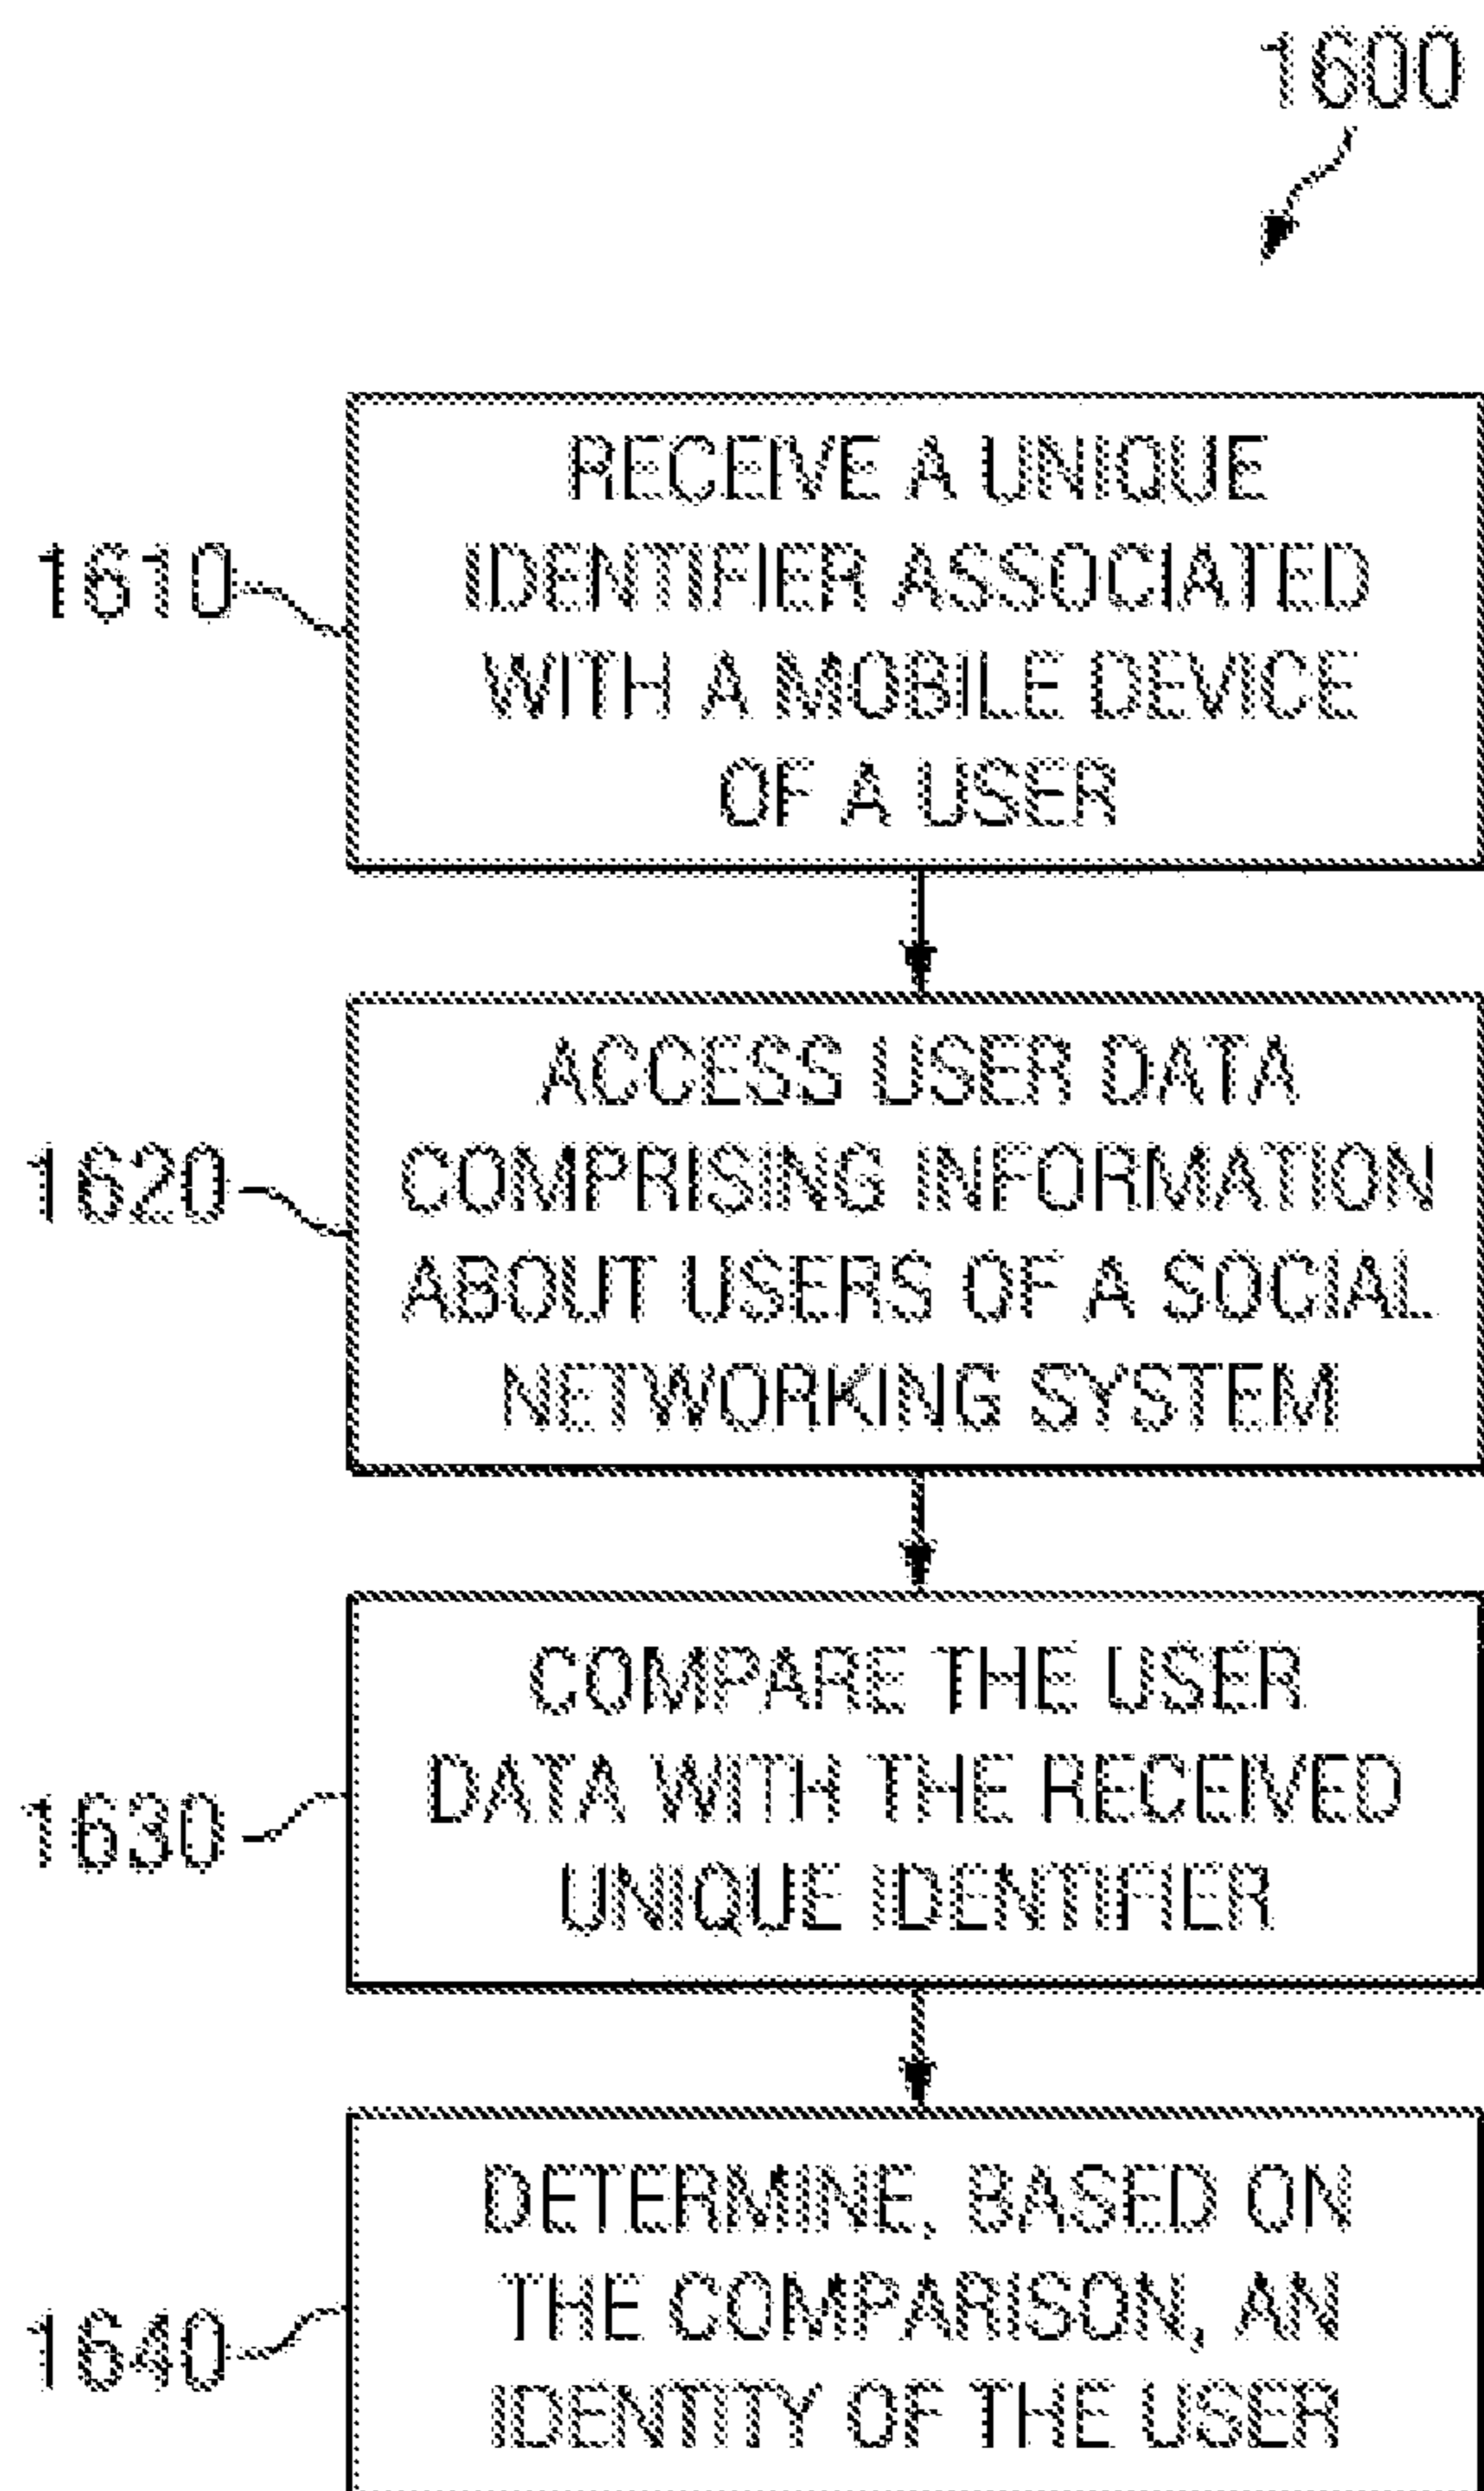 1600
1610
RECEIVE A UNIQUE
IDENTIFIER ASSOCIATED
WITH A MOBILE DEVICE
OF A USER
1620
ACCESS USER DATA
COMPRISING INFORMATION
ABOUT USERS OF A SOCIAL
NETWORKING SYSTEM
1630
COMPARE THE USER
DATA WITH THE RECEIVED
UNIQUE IDENTIFIER
1640
DETERMINE, BASED ON
THE COMPARISON, AN
IDENTITY OF THE USER